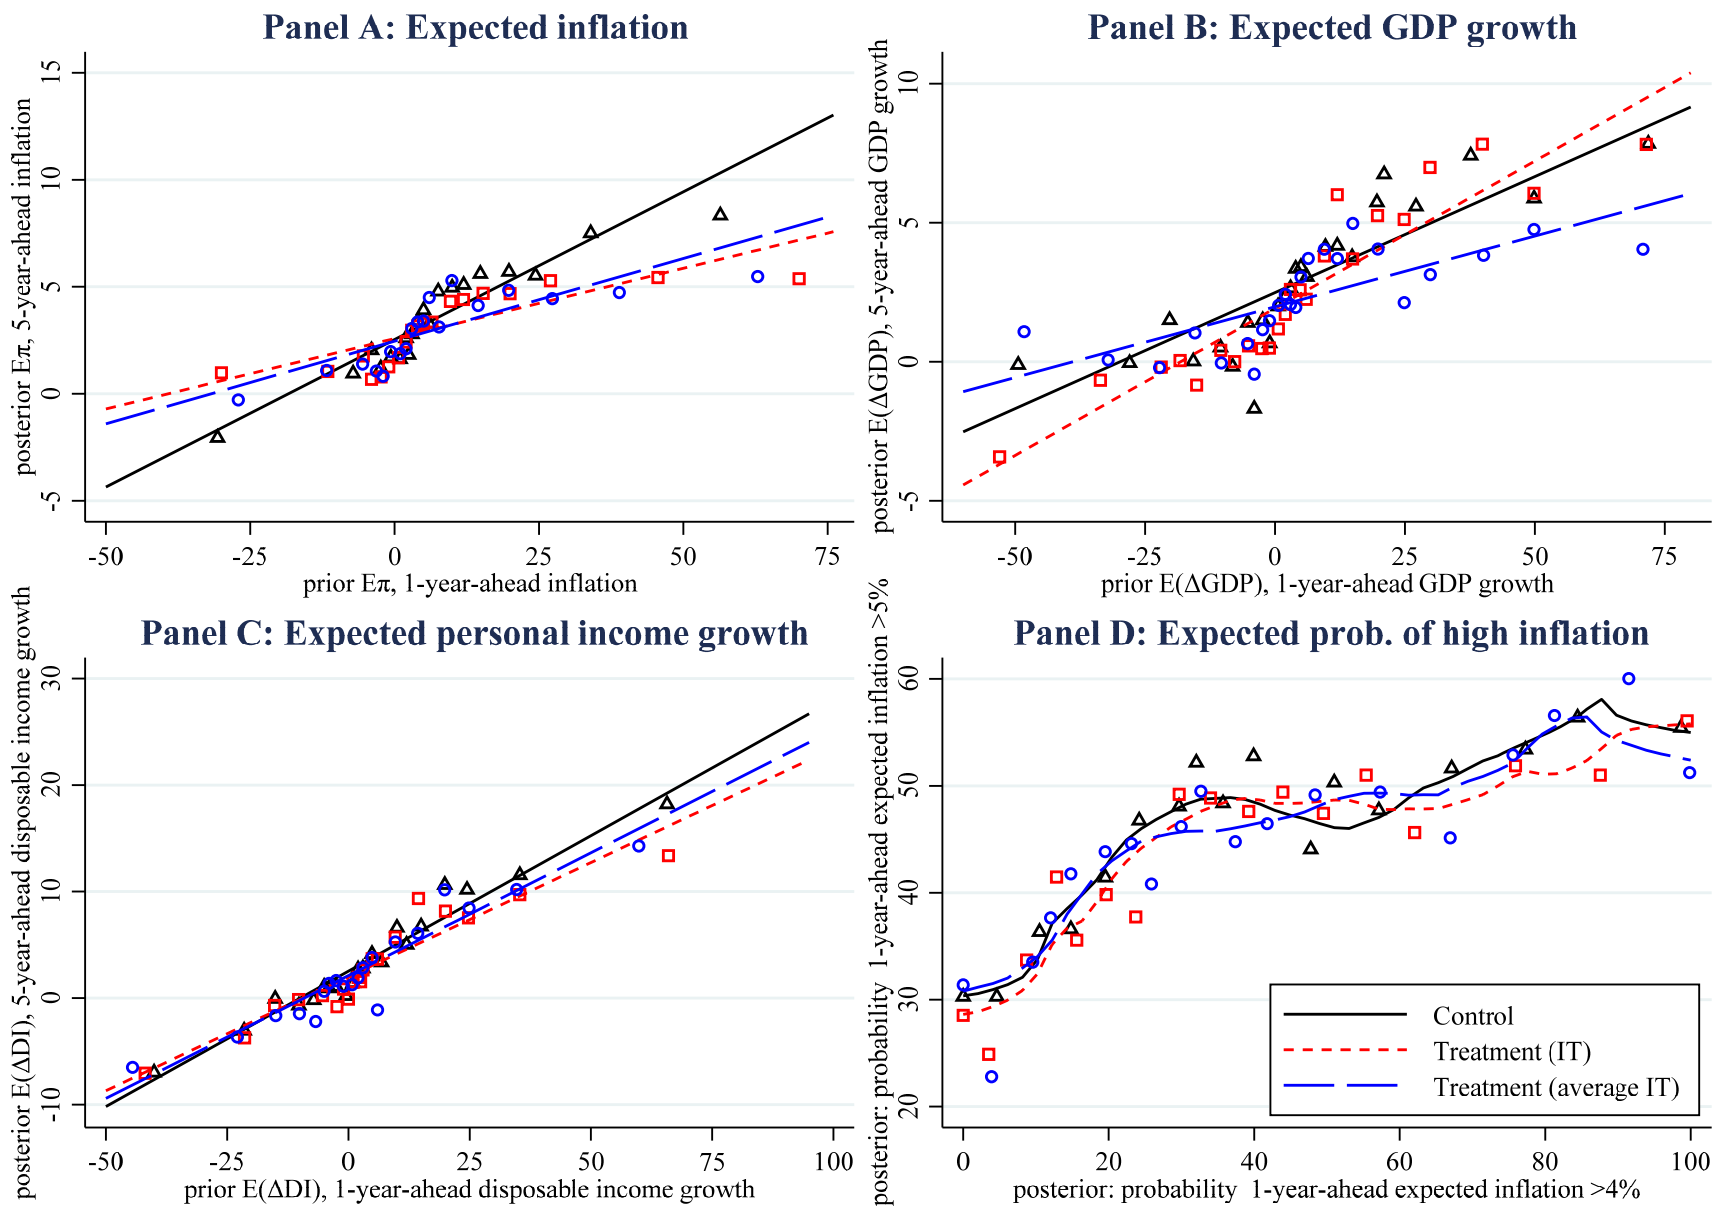 Panel A: Expected inflation
posterior Eπ, 5-year-ahead inflation
15
10
5
0
-5
-50 -25 0 25 50 75
prior Eπ, 1-year-ahead inflation
Panel B: Expected GDP growth
posterior E(ΔGDP), 5-year-ahead GDP growth
10
5
0
-5
-50 -25 0 25 50 75
prior E(ΔGDP), 1-year-ahead GDP growth
Panel C: Expected personal income growth
posterior E(ΔDI), 5-year-ahead disposable income growth
30
20
10
0
-10
-50 -25 0 25 50 75 100
prior E(ΔDI), 1-year-ahead disposable income growth
Panel D: Expected prob. of high inflation
posterior: probability 1-year-ahead expected inflation >5%
60
50
40
30
20
Control
Treatment (IT)
Treatment (average IT)
0 20 40 60 80 100
posterior: probability 1-year-ahead expected inflation >4%